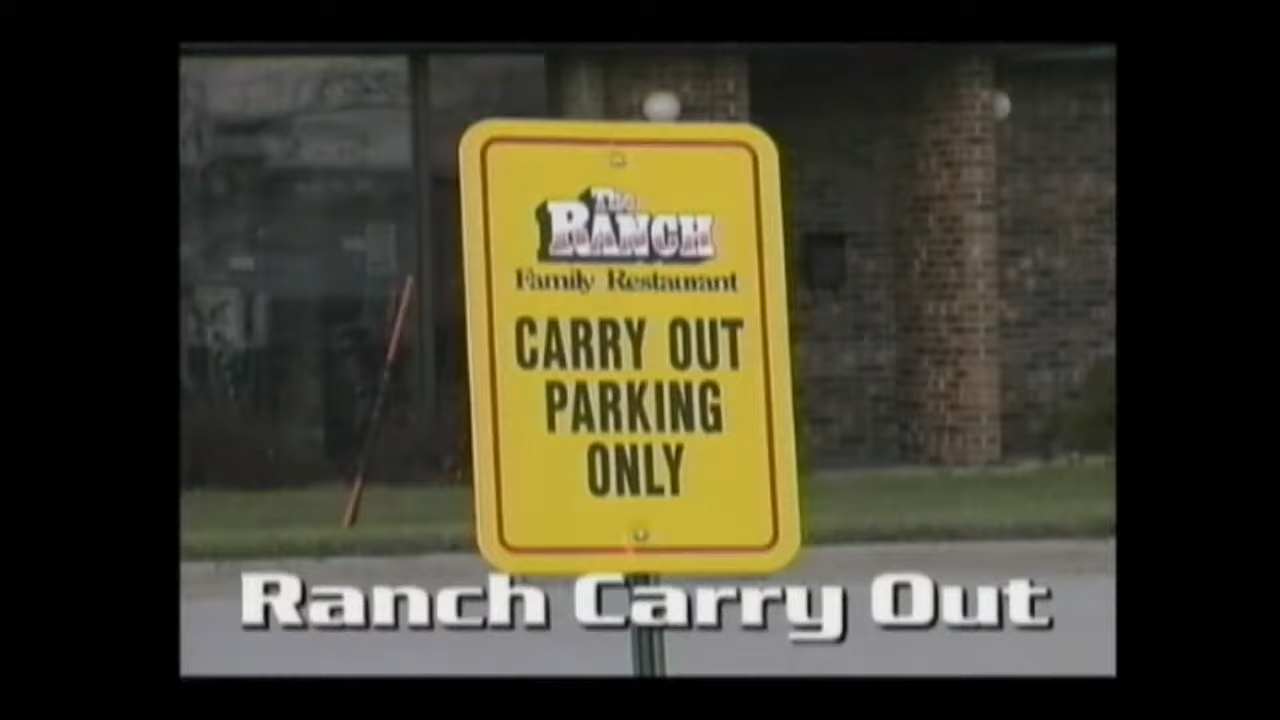 The
RANCH
Family Restaurant
CARRY OUT
PARKING
ONLY
Ranch Carry Out